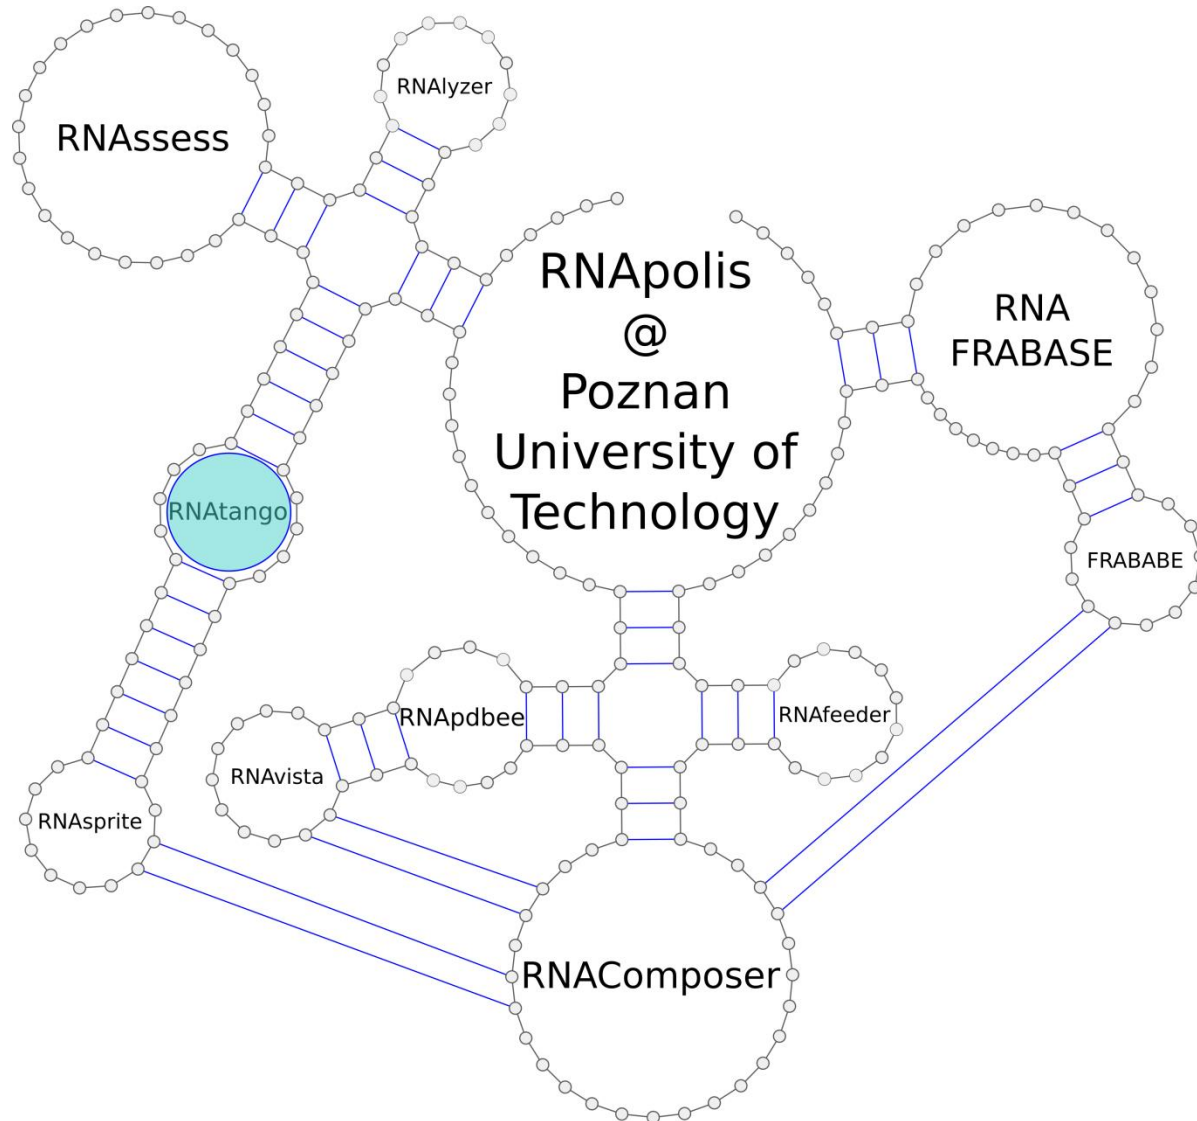 RNAlyzer
RNAssess
RNApolis
@
Poznan
University of
Technology
RNA
FRABASE
RNAtango
FRABABE
RNApdbee
RNAfeeder
RNAvista
RNAsprite
RNAComposer